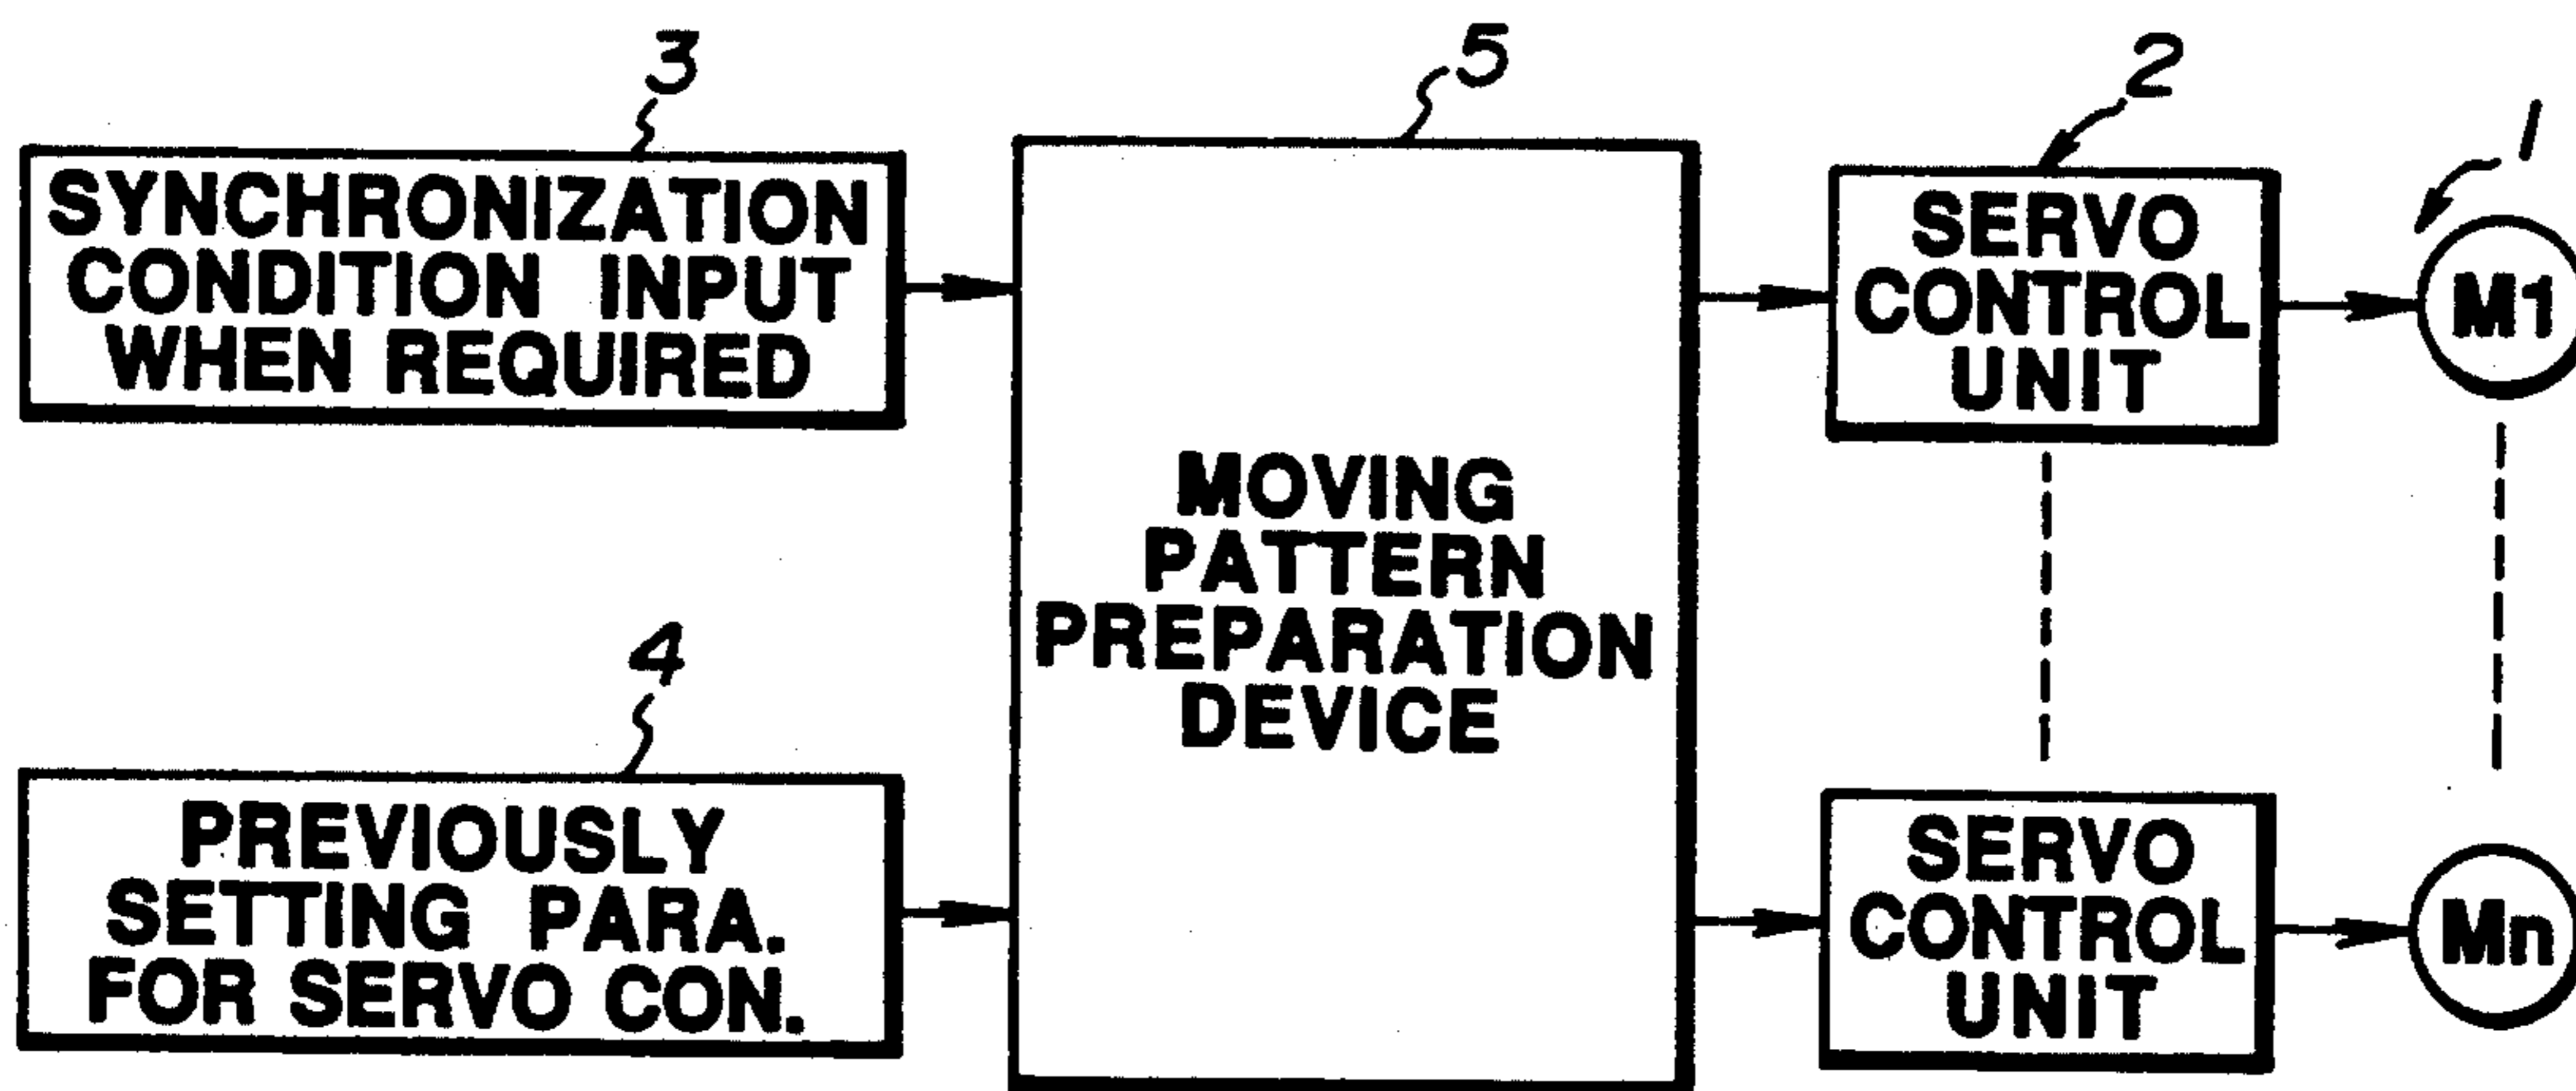 3
SYNCHRONIZATION
CONDITION INPUT
WHEN REQUIRED
4
PREVIOUSLY
SETTING PARA.
FOR SERVO CON.
5
MOVING
PATTERN
PREPARATION
DEVICE
2
SERVO
CONTROL
UNIT
1
M1
SERVO
CONTROL
UNIT
Mn